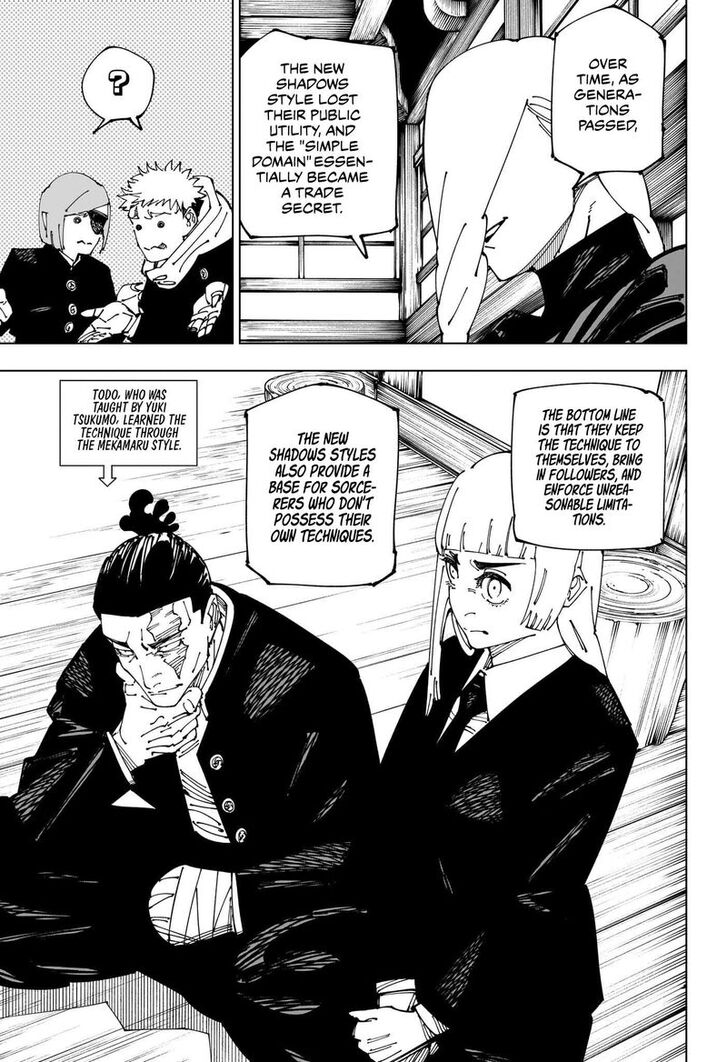 OVER
TIME, AS
GENERA-
TIONS
PASSED,
THE NEW
SHADOWS
STYLE LOST
THEIR PUBLIC
UTILITY, AND
THE "SIMPLE
DOMAIN" ESSEN-
TIALLY BECAME
A TRADE
SECRET.
?
THE BOTTOM LINE
IS THAT THEY KEEP
THE TECHNIQUE TO
THEMSELVES, BRING
IN FOLLOWERS, AND
ENFORCE UNREA-
SONABLE LIMITA-
TIONS.
THE NEW
SHADOWS STYLES
ALSO PROVIDE A
BASE FOR SORCE-
RERS WHO DON'T
POSSESS THEIR
OWN TECHNIQUES.
TODO, WHO WAS
TAUGHT BY YUKI
TSUKUMO, LEARNED THE
TECHNIQUE THROUGH
THE MEKAMARU STYLE.